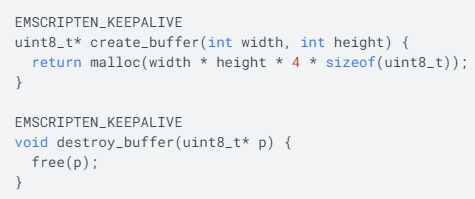 EMSCRIPTEN_KEEPALIVE
uint8_t* create_buffer(int width, int height) {
  return malloc(width * height * 4 * sizeof(uint8_t));
}

EMSCRIPTEN_KEEPALIVE
void destroy_buffer(uint8_t* p) {
  free(p);
}